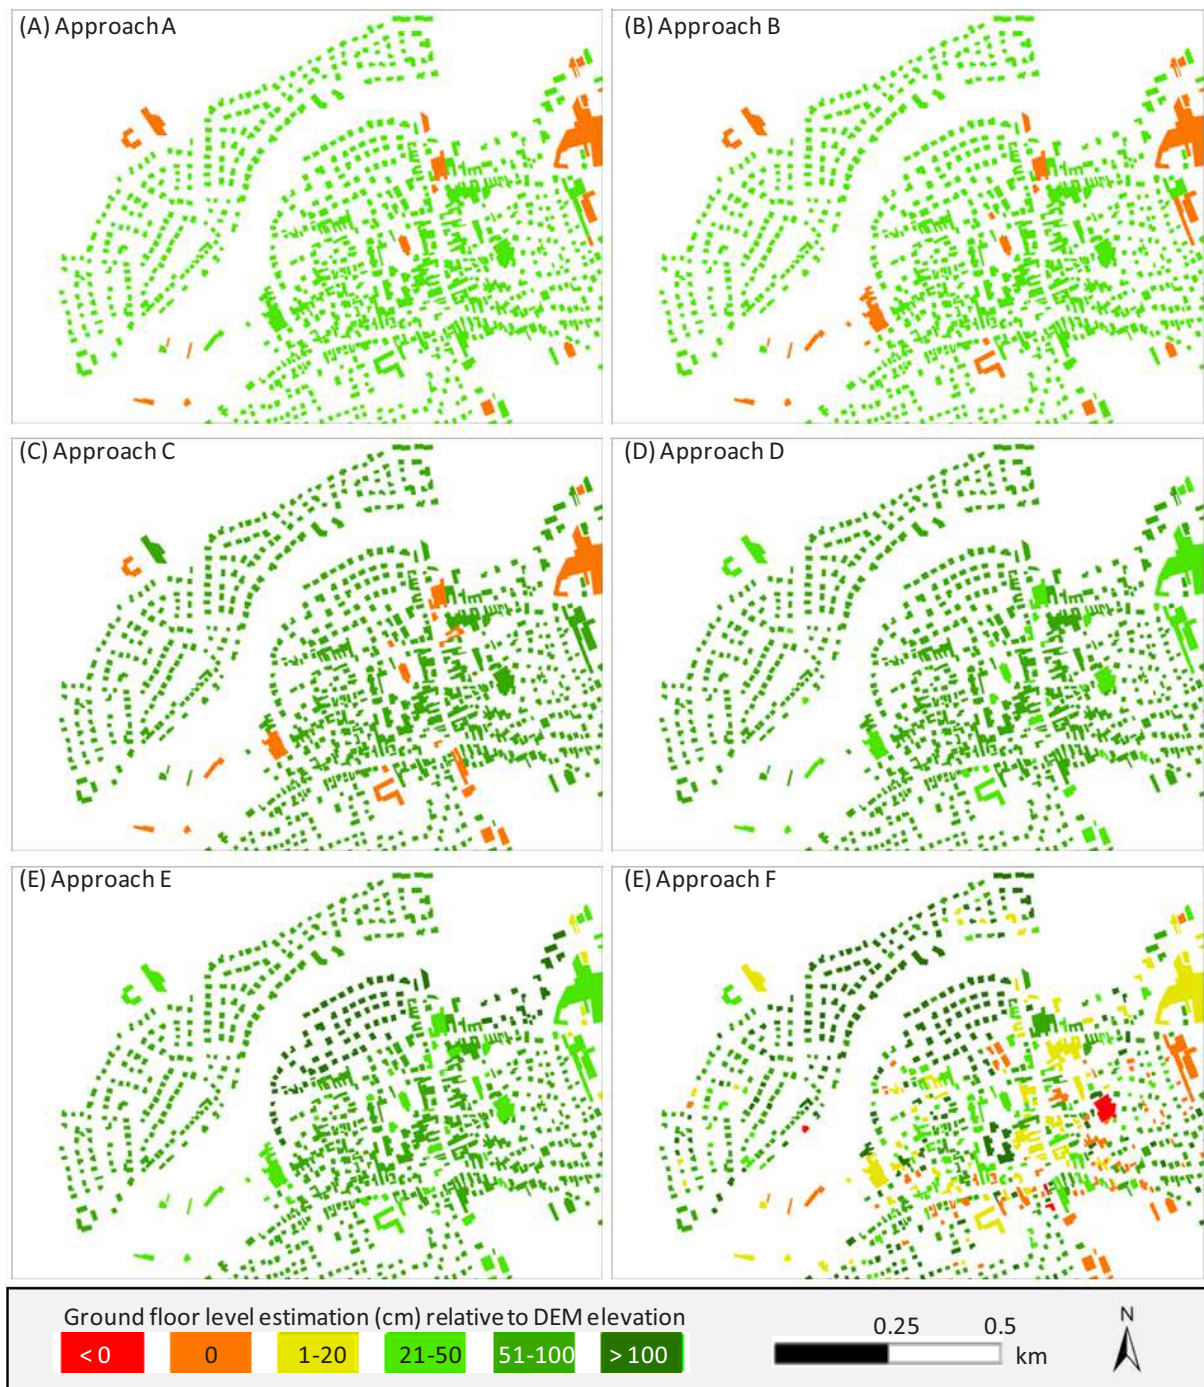 (A) Approach A
(B) Approach B
(C) Approach C
(D) Approach D
(E) Approach E
(E) Approach F
Ground floor level estimation (cm) relative to DEM elevation
< 0
0
1-20
21-50
51-100
> 100
0.25
0.5
km
N